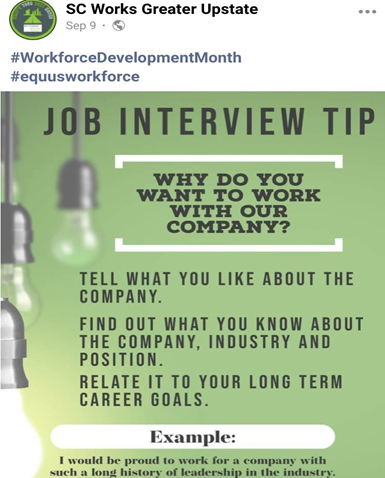 SC Works Greater Upstate
Sep 9 ·
#WorkforceDevelopmentMonth
#equusworkforce
JOB INTERVIEW TIP
WHY DO YOU
WANT TO WORK
WITH OUR
COMPANY?
TELL WHAT YOU LIKE ABOUT THE
COMPANY.
FIND OUT WHAT YOU KNOW ABOUT
THE COMPANY, INDUSTRY AND
POSITION.
RELATE IT TO YOUR LONG TERM
CAREER GOALS.
Example:
I would be proud to work for a company with
such a long history of leadership in the industry.